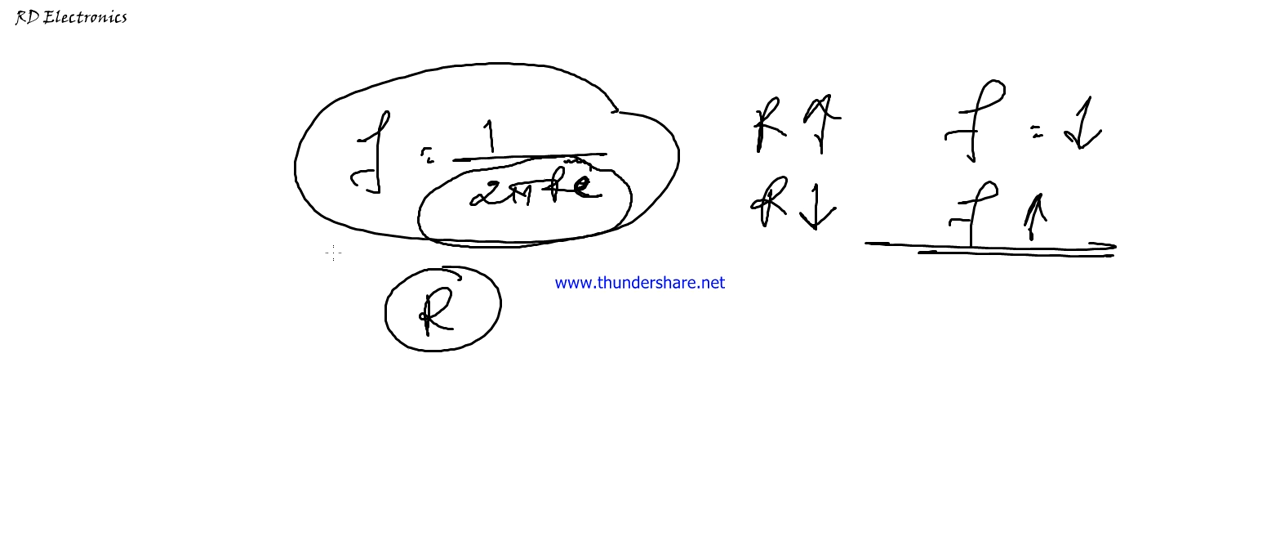 RD Electronics
f = 1 / 2πRC
R ↑ f = ↓
R ↓ f ↑
www.thundershare.net
R